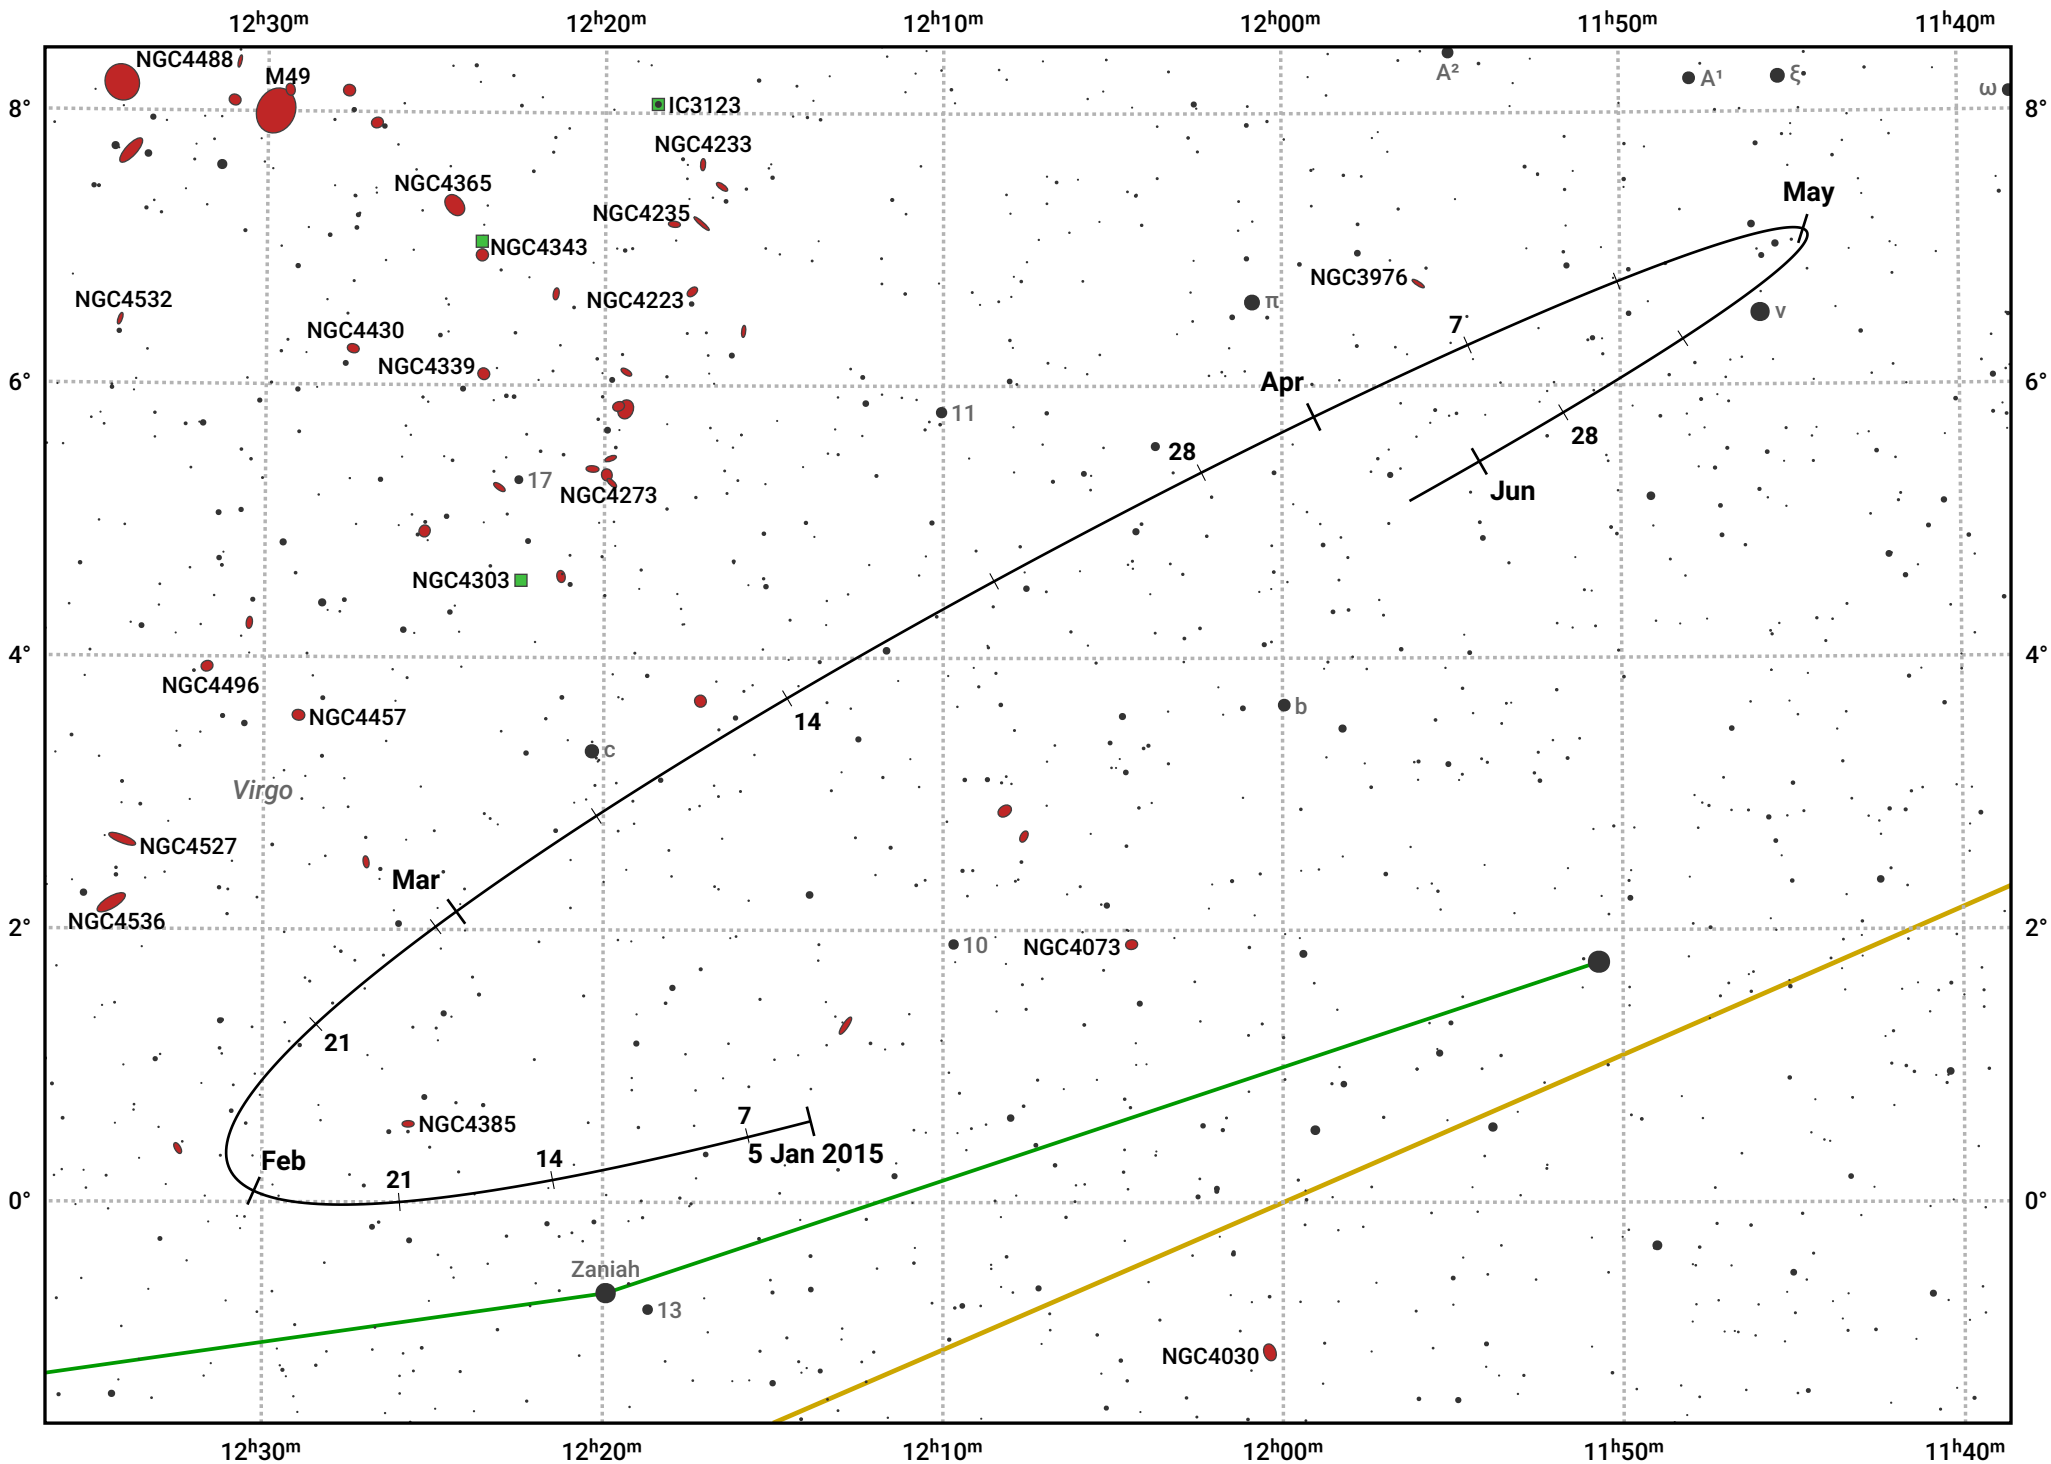 12ʰ30ᵐ 12ʰ20ᵐ 12ʰ10ᵐ 12ʰ00ᵐ 11ʰ50ᵐ 11ʰ40ᵐ
NGC4488
M49
A²
A¹
ξ
ω
8°
IC3123
8°
NGC4233
NGC4365
May
NGC4235
NGC4343
NGC3976
NGC4532
NGC4223
π
ν
NGC4430
7
NGC4339
6°
Apr
6°
11
28
28
17
NGC4273
Jun
NGC4303
4°
4°
NGC4496
NGC4457
14
b
c
Virgo
NGC4527
Mar
NGC4536
2°
10
NGC4073
2°
21
NGC4385
7
5 Jan 2015
Feb
14
21
0°
0°
Zaniah
13
NGC4030
12ʰ30ᵐ 12ʰ20ᵐ 12ʰ10ᵐ 12ʰ00ᵐ 11ʰ50ᵐ 11ʰ40ᵐ